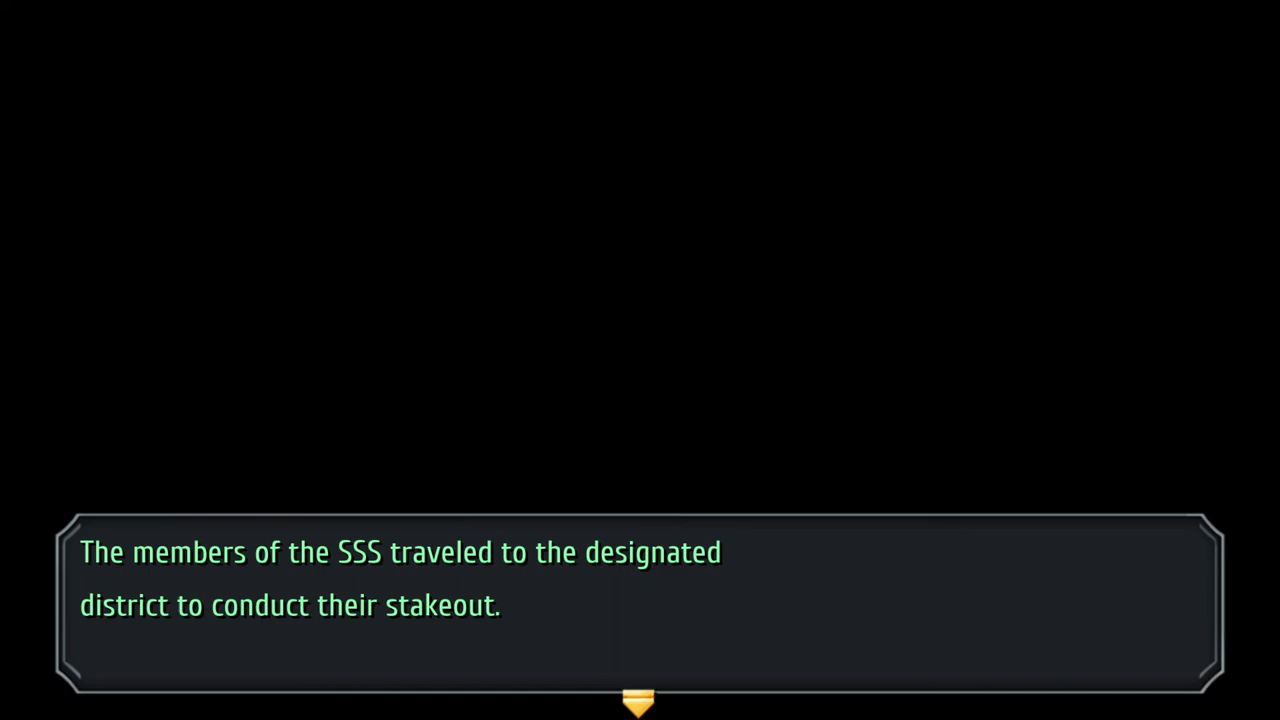 The members of the SSS traveled to the designated
district to conduct their stakeout.